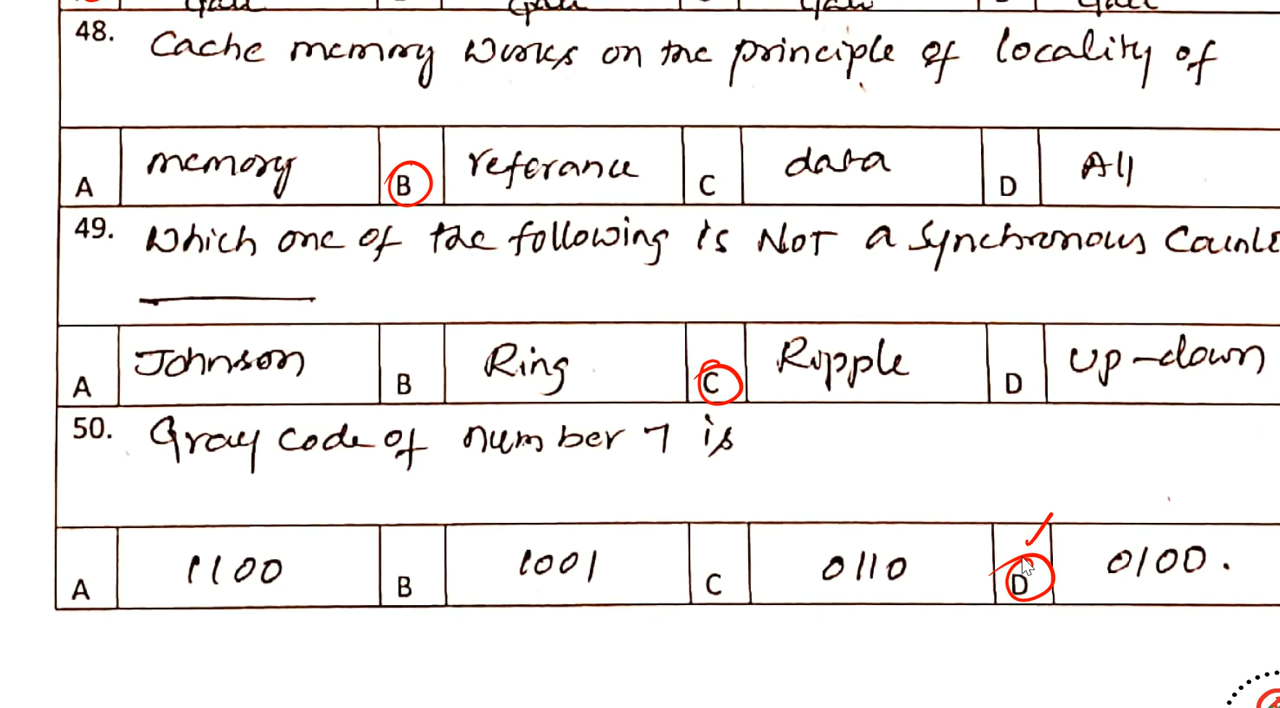 48. Cache memory works on the principle of locality of
A memory B referance C data D All
49. Which one of the following is NOT a Synchronous
A Johnson B Ring C Ripple D Up-down
50. Gray code of number 7 is
A 1100 B 1001 C 0110 D 0100.